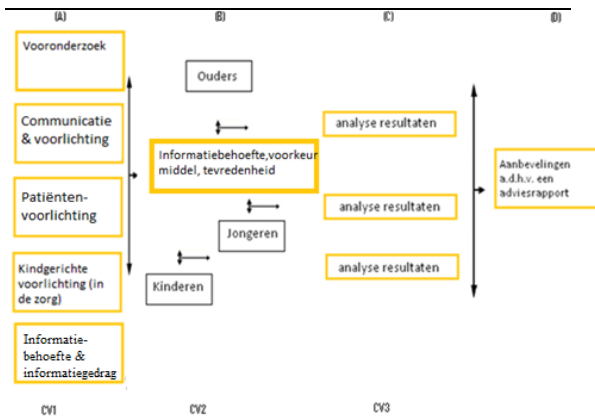 (A)
(B)
(C)
(D)
Vooronderzoek
Communicatie
& voorlichting
Patiënten-
voorlichting
Kindgerichte
voorlichting (in
de zorg)
Informatie-
behoefte &
informatiegedrag
Ouders
Informatiebehoefte,voorkeur
middel, tevredenheid
Jongeren
Kinderen
analyse resultaten
analyse resultaten
analyse resultaten
Aanbevelingen
a.d.h.v. een
adviesrapport
CV1
CV2
CV3